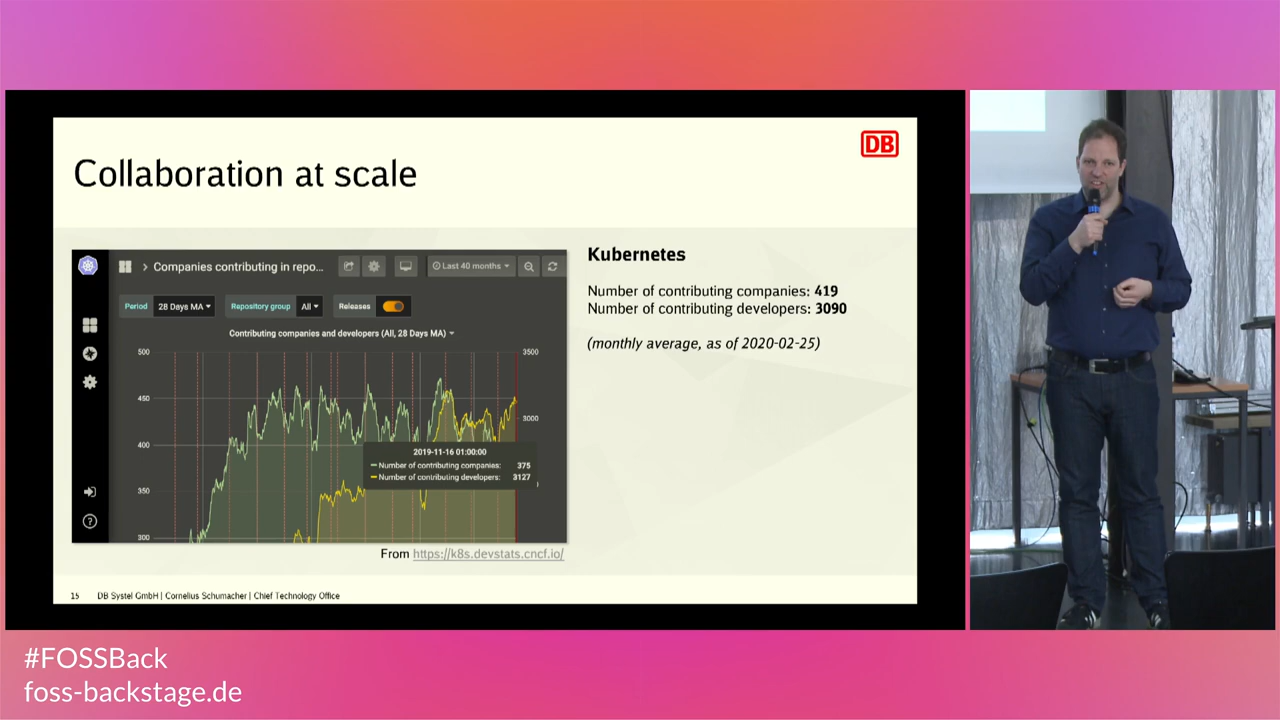 Collaboration at scale
DB
Companies contributing in repo...
Last 40 months
Period
28 Days MA
Repository group
All
Releases
Contributing companies and developers (All, 28 Days MA)
500
450
400
350
300
3500
3000
2019-11-16 01:00:00
Number of contributing companies: 375
Number of contributing developers: 3127
From https://k8s.devstats.cncf.io/
Kubernetes
Number of contributing companies: 419
Number of contributing developers: 3090
(monthly average, as of 2020-02-25)
15 DB Systel GmbH | Cornelius Schumacher | Chief Technology Office
#FOSSBack
foss-backstage.de